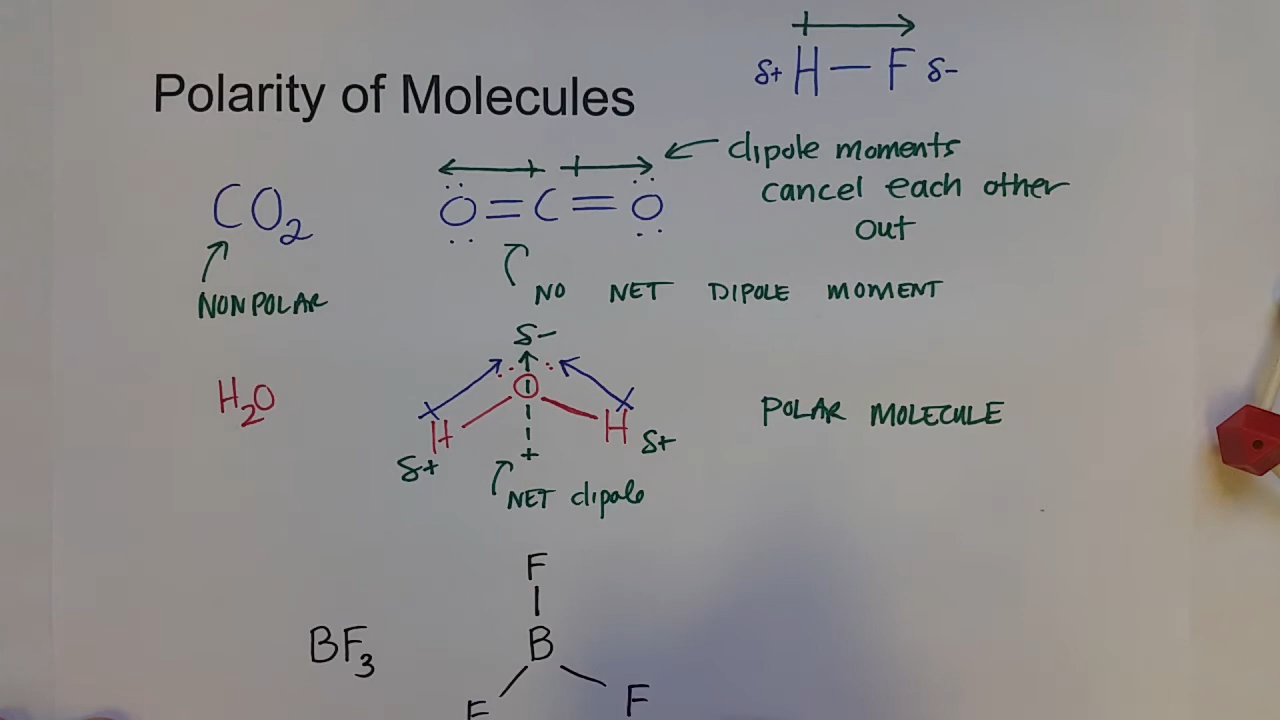 δ+ H — F δ-
Polarity of Molecules
dipole moments
cancel each other
out
CO₂
O=C=O
NONPOLAR
NO NET DIPOLE MOMENT
δ-
H₂O
O
H H
δ+ δ+
+
POLAR MOLECULE
NET dipole
F
BF₃
B
F F